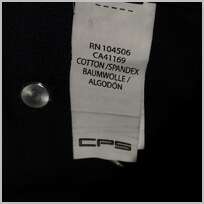 RN 104506
CA41169
COTTON /SPANDEX
BAUMWOLLE /
ALGODÓN
CPS